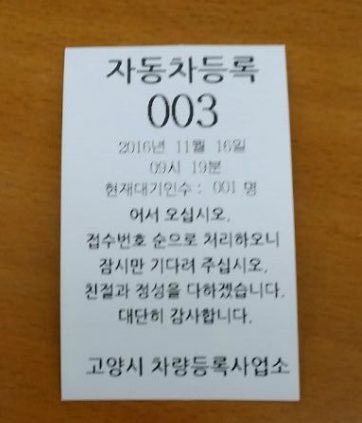 자동차등록
003
2016년 11월 16일
09시 19분
현재대기인수 : 001 명
어서 오십시오.
접수번호 순으로 처리하오니
잠시만 기다려 주십시오.
친절과 정성을 다하겠습니다.
대단히 감사합니다.
고양시 차량등록사업소